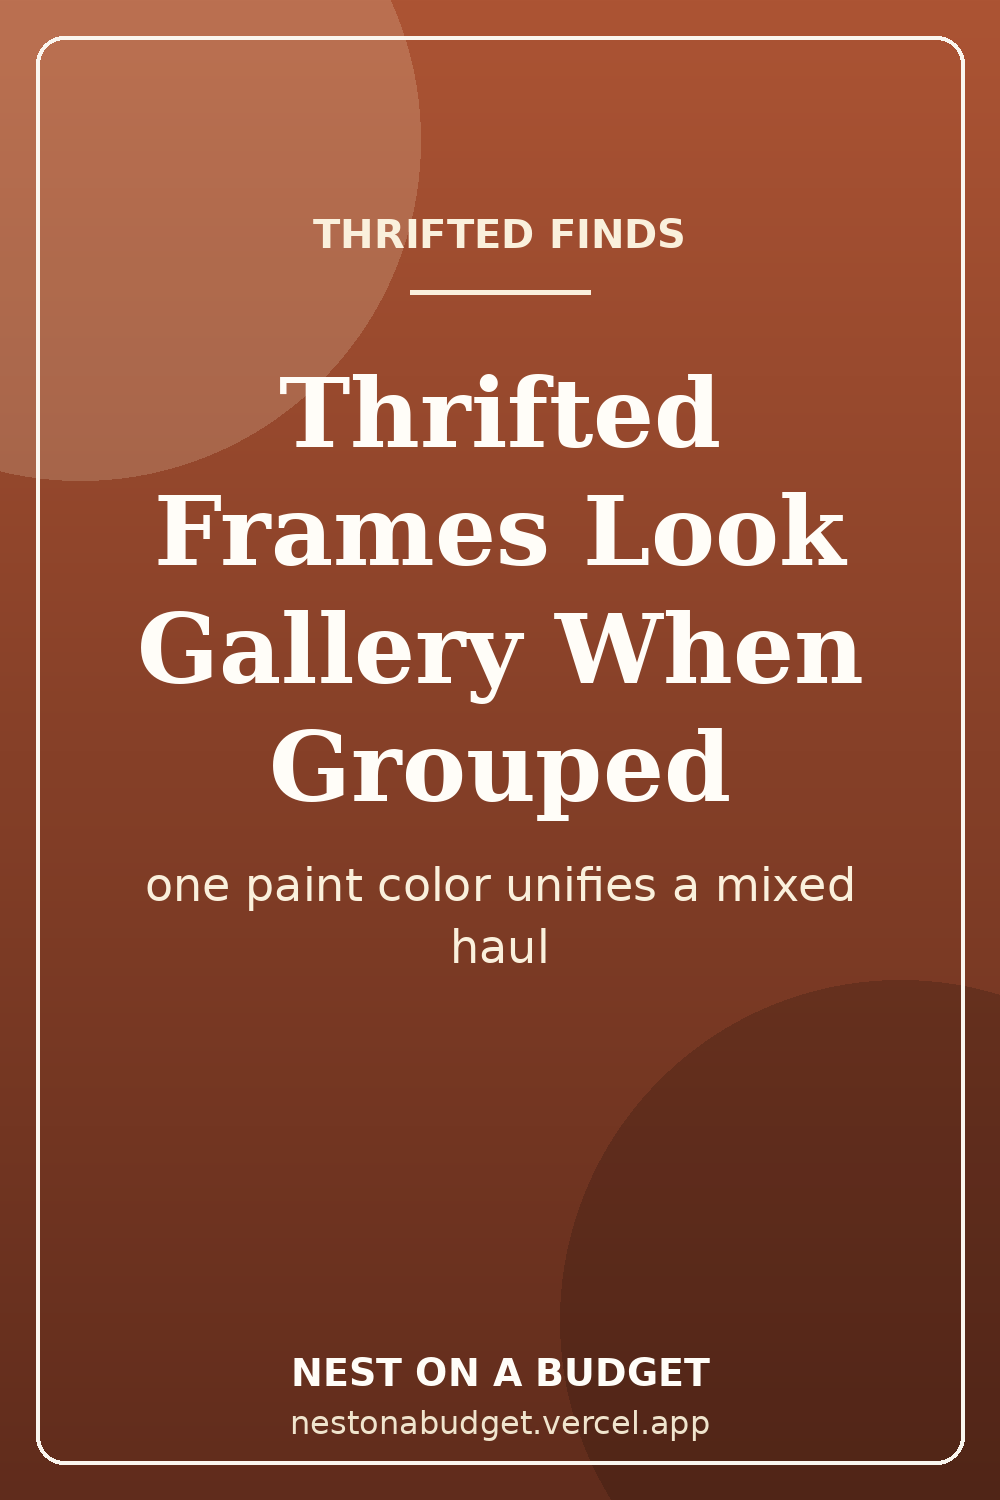 THRIFTED FINDS
Thrifted
Frames Look
Gallery When
Grouped
one paint color unifies a mixed
haul
NEST ON A BUDGET
nestonabudget.vercel.app